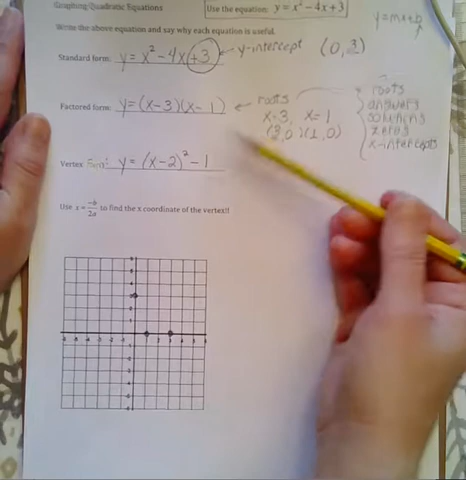 Graphing Quadratic Equations
Use the equation: y = x² - 4x + 3
y = mx+b
Write the above equation and say why each equation is useful.
Standard form: y = x² - 4x + 3 ← y-intercept (0, 3)
Factored form: y = (x-3)(x-1) ← roots
x=3, x=1
(3,0)(1,0)
roots
answers
solutions
zeros
x-intercepts
Vertex Form: y = (x-2)² - 1
Use x = -b/2a to find the x coordinate of the vertex!!